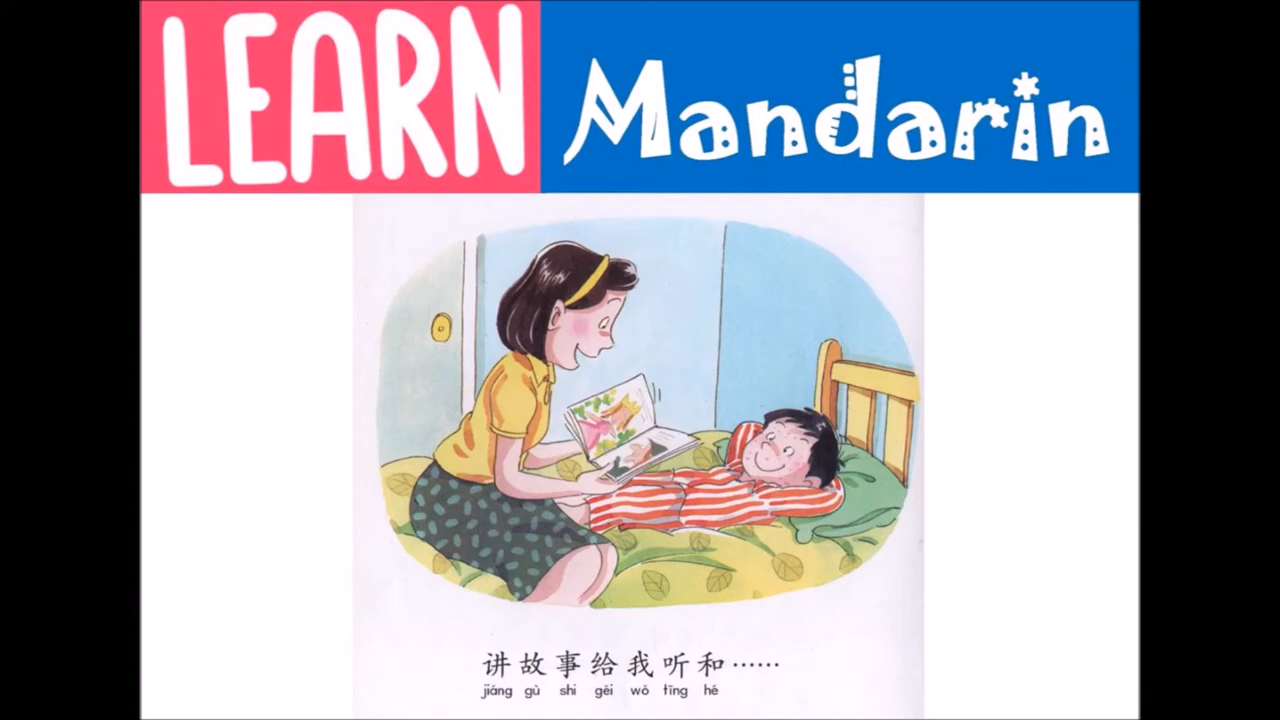 LEARN Mandarin
讲故事给我听和……
jiǎng gù shi gěi wǒ tīng hé